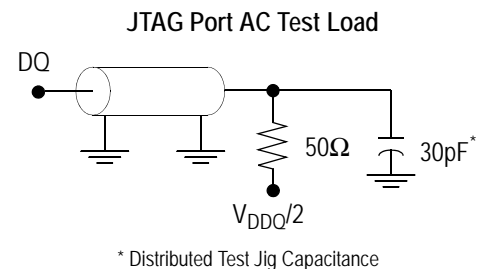 JTAG Port AC Test Load
DQ
50Ω
30pF*
VDDQ/2
* Distributed Test Jig Capacitance